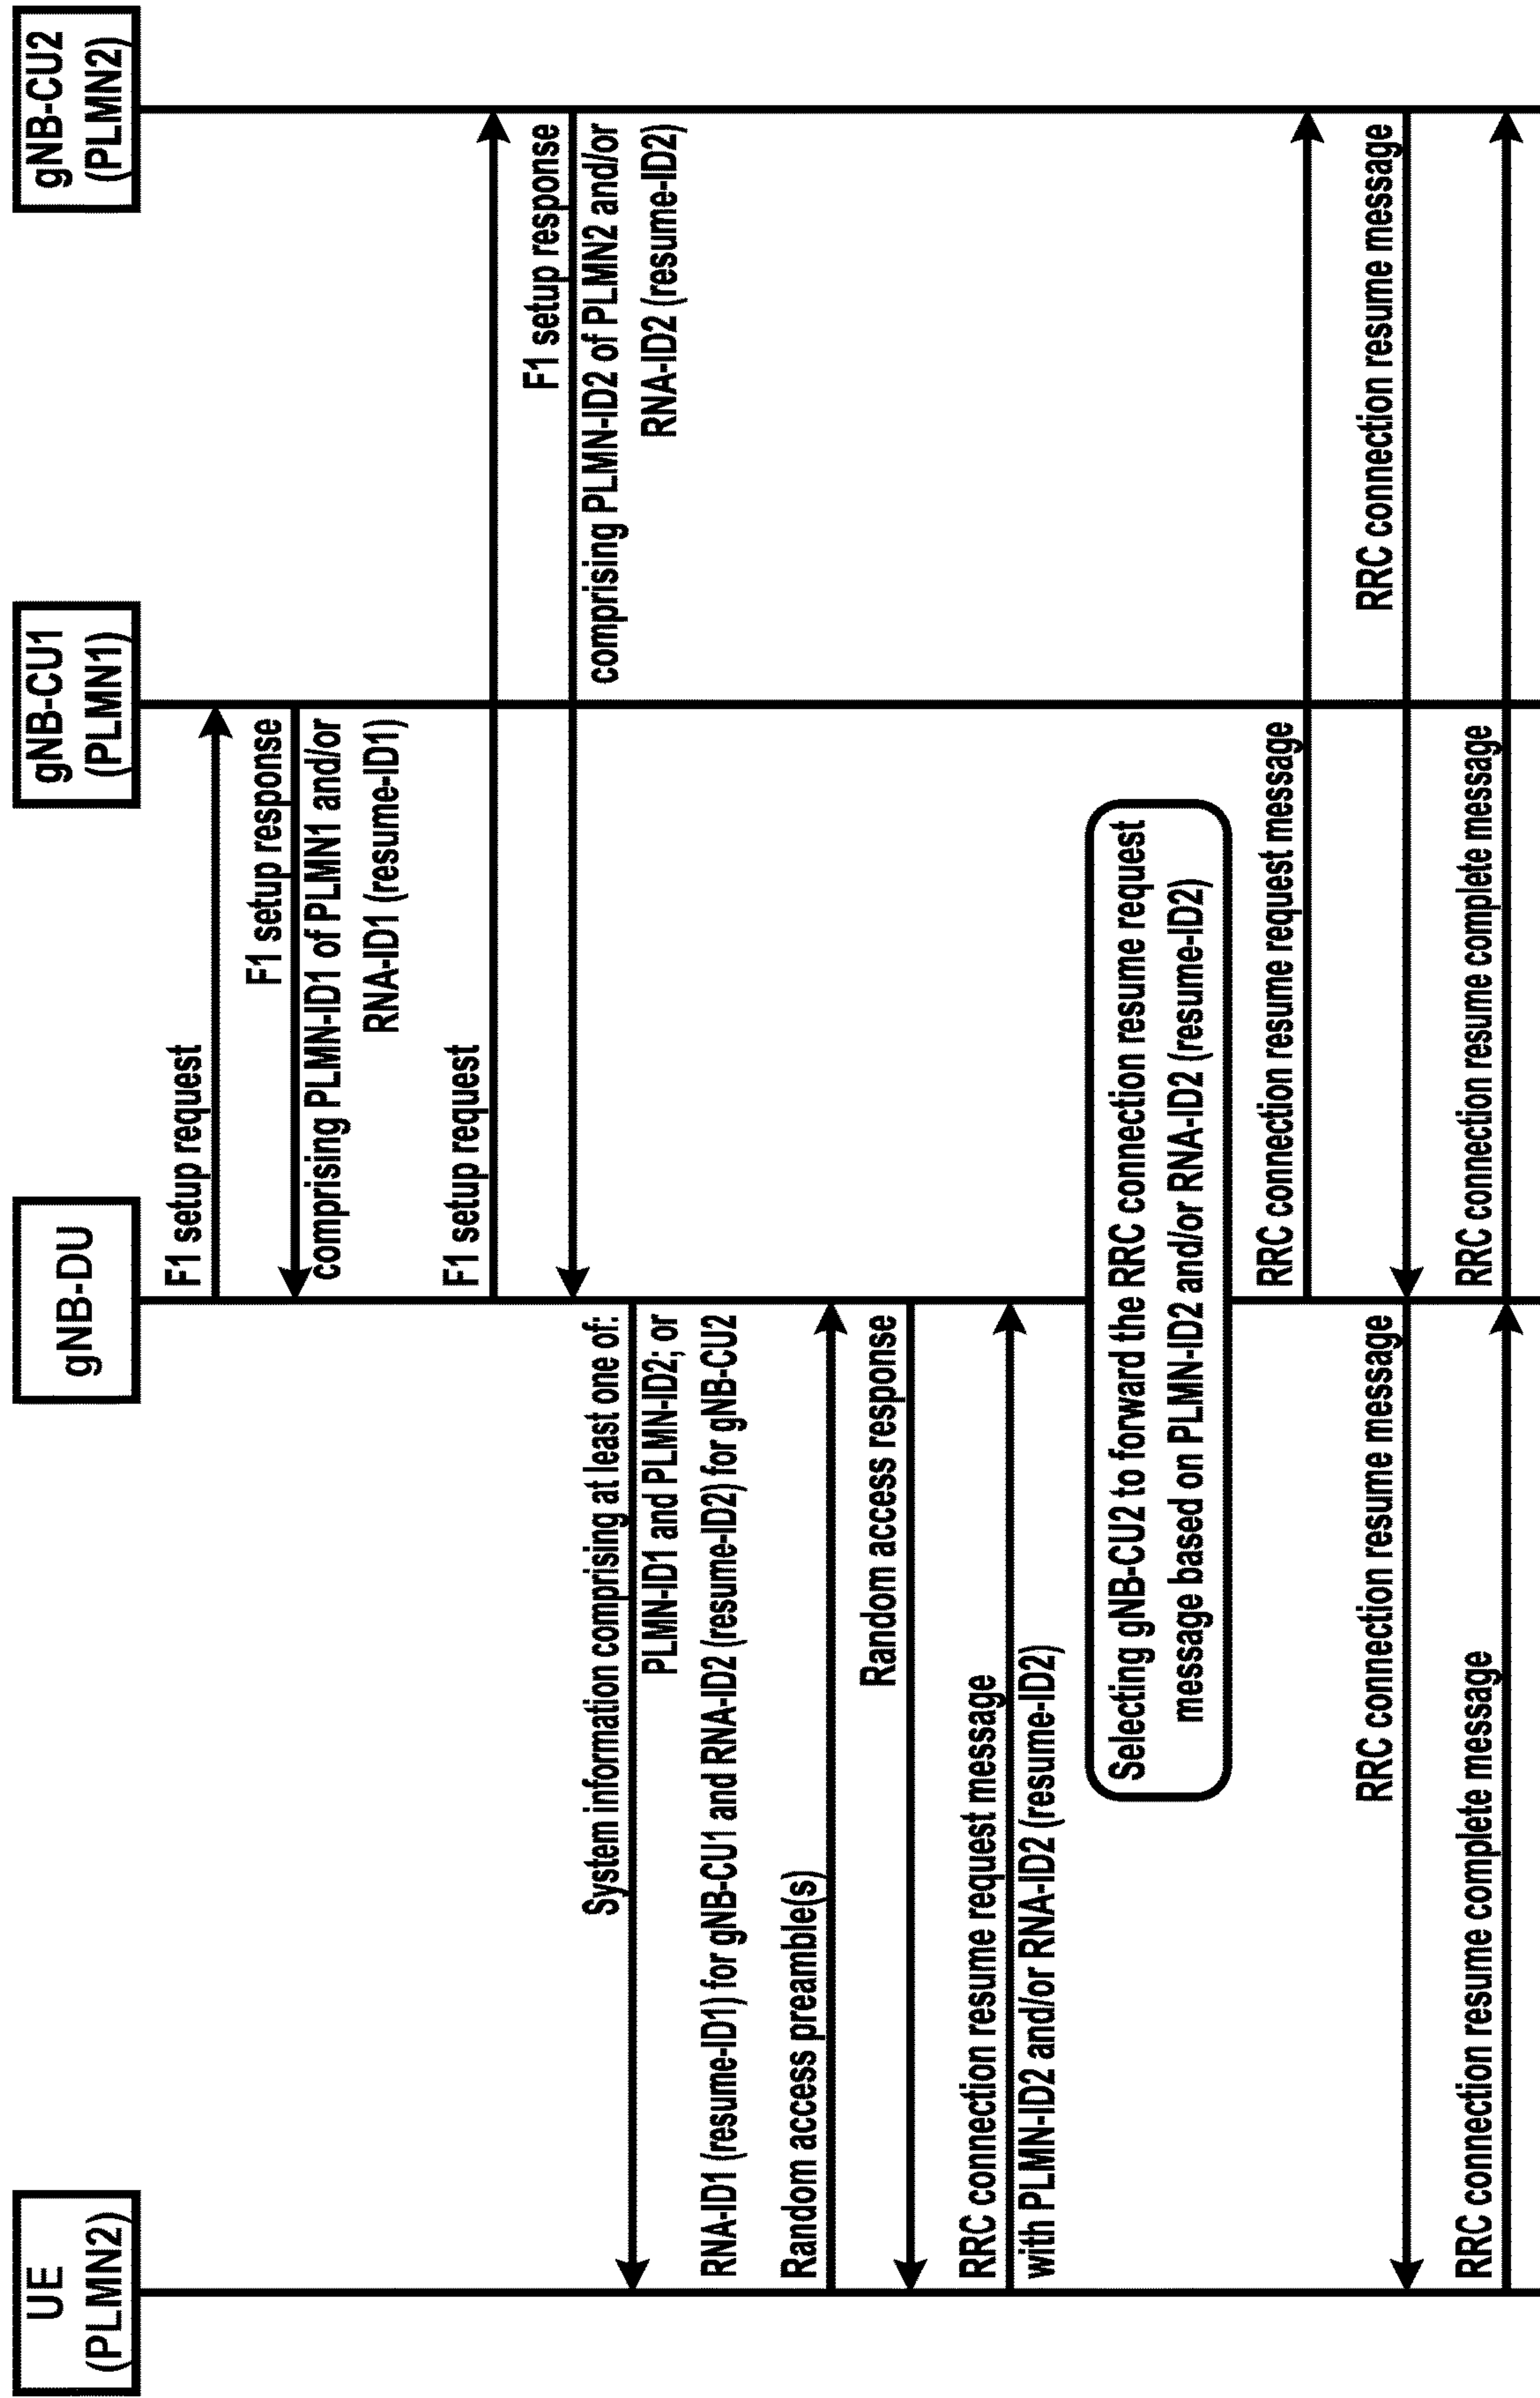 UE
(PLMN2)
gNB-DU
gNB-CU1
(PLMN1)
gNB-CU2
(PLMN2)
F1 setup request
F1 setup response
comprising PLMN-ID1 of PLMN1 and/or
RNA-ID1 (resume-ID1)
F1 setup request
F1 setup response
comprising PLMN-ID2 of PLMN2 and/or
RNA-ID2 (resume-ID2)
System information comprising at least one of:
PLMN-ID1 and PLMN-ID2; or
RNA-ID1 (resume-ID1) for gNB-CU1 and RNA-ID2 (resume-ID2) for gNB-CU2
Random access preamble(s)
Random access response
RRC connection resume request message
with PLMN-ID2 and/or RNA-ID2 (resume-ID2)
Selecting gNB-CU2 to forward the RRC connection resume request
message based on PLMN-ID2 and/or RNA-ID2 (resume-ID2)
RRC connection resume request message
RRC connection resume message
RRC connection resume message
RRC connection resume complete message
RRC connection resume complete message